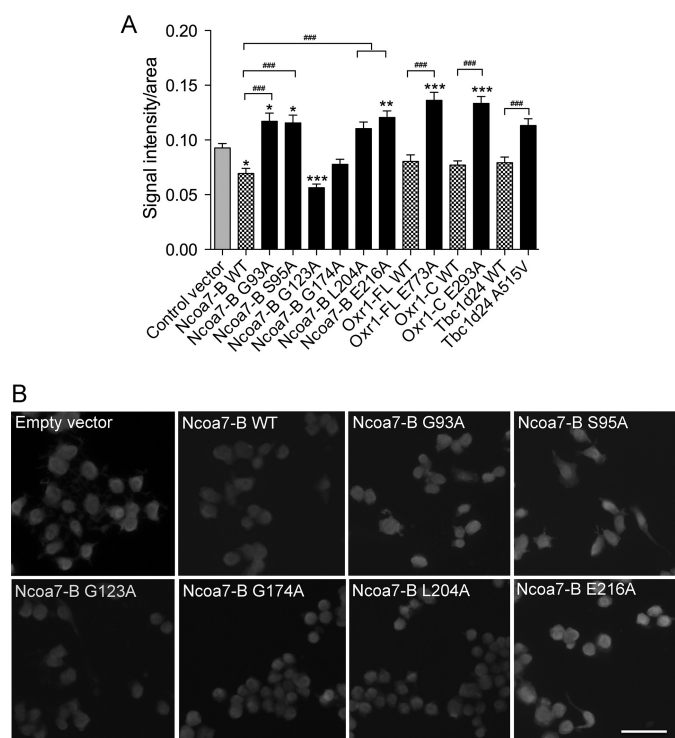 A
0.20
0.15
0.10
0.05
0.00
Signal intensity/area
###
###
###
###
###
###
*
*
*
***
**
***
***
Control vector
Ncoa7-B WT
Ncoa7-B G93A
Ncoa7-B S95A
Ncoa7-B G123A
Ncoa7-B G174A
Ncoa7-B L204A
Ncoa7-B E216A
Oxr1-FL WT
Oxr1-FL E773A
Oxr1-C WT
Oxr1-C E293A
Tbc1d24 WT
Tbc1d24 A515V
B
Empty vector
Ncoa7-B WT
Ncoa7-B G93A
Ncoa7-B S95A
Ncoa7-B G123A
Ncoa7-B G174A
Ncoa7-B L204A
Ncoa7-B E216A